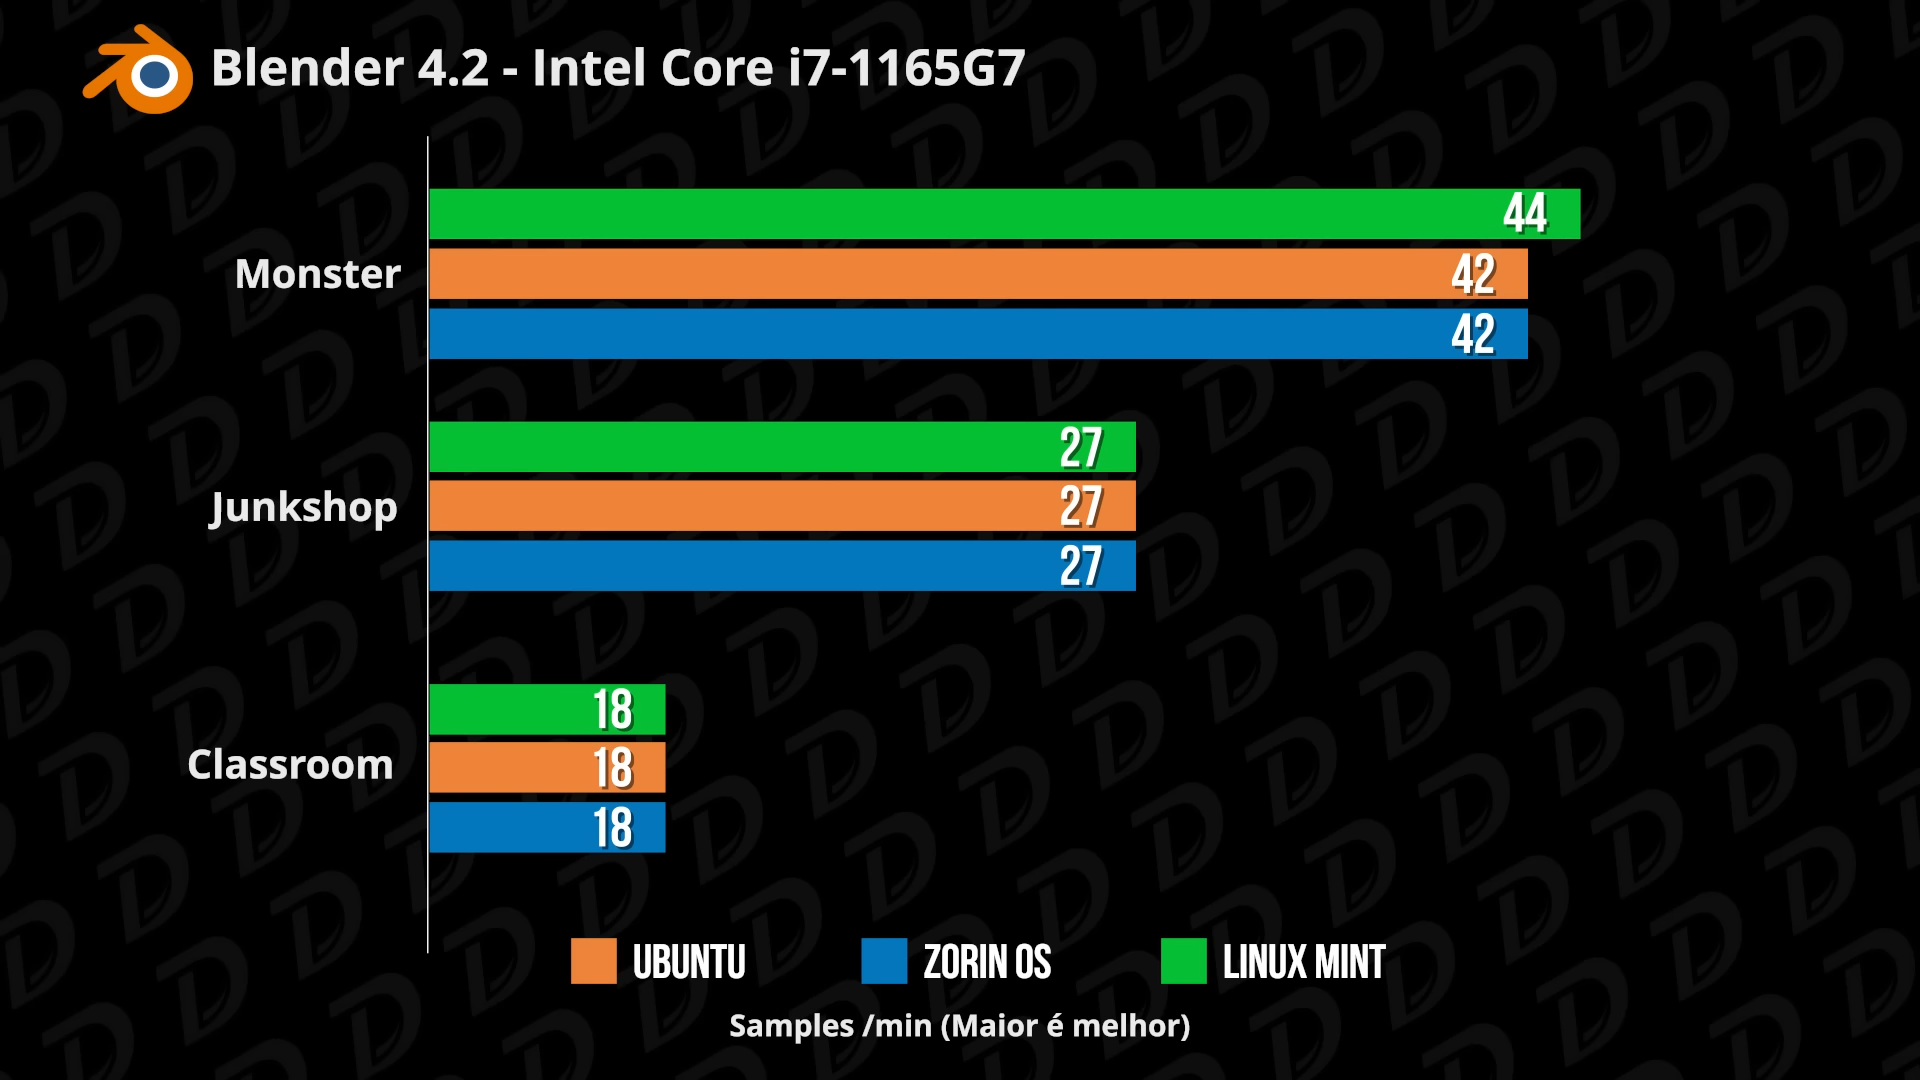 Blender 4.2 - Intel Core i7-1165G7
44
Monster
42
42
27
Junkshop
27
27
18
Classroom
18
18
UBUNTU
ZORIN OS
LINUX MINT
Samples /min (Maior é melhor)